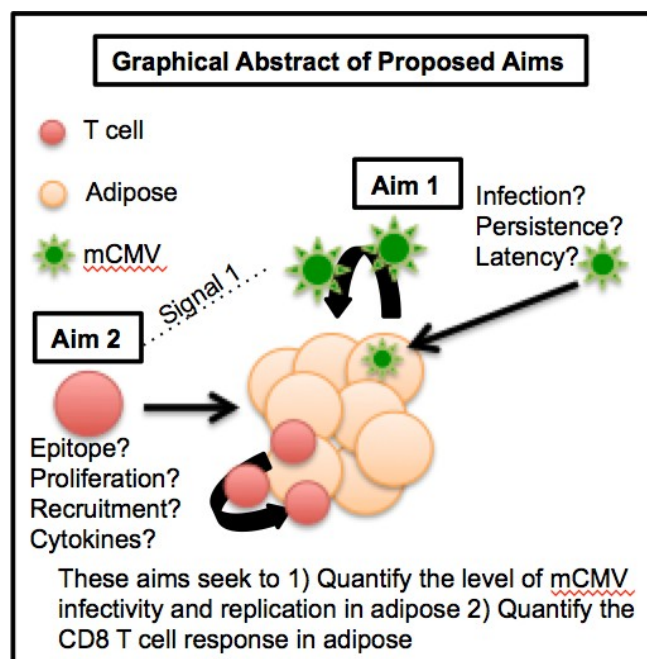 Graphical Abstract of Proposed Aims
T cell
Adipose
mCMV
Aim 1
Infection?
Persistence?
Latency?
Signal 1
Aim 2
Epitope?
Proliferation?
Recruitment?
Cytokines?
These aims seek to 1) Quantify the level of mCMV
infectivity and replication in adipose 2) Quantify the
CD8 T cell response in adipose